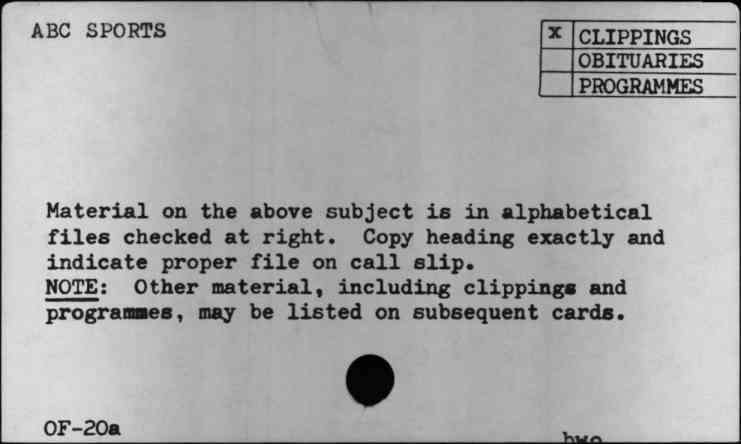 ABC SPORTS
x CLIPPINGS
OBITUARIES
PROGRAMMES
Material on the above subject is in alphabetical
files checked at right. Copy heading exactly and
indicate proper file on call slip.
NOTE: Other material, including clippings and
programmes, may be listed on subsequent cards.
OF-20a